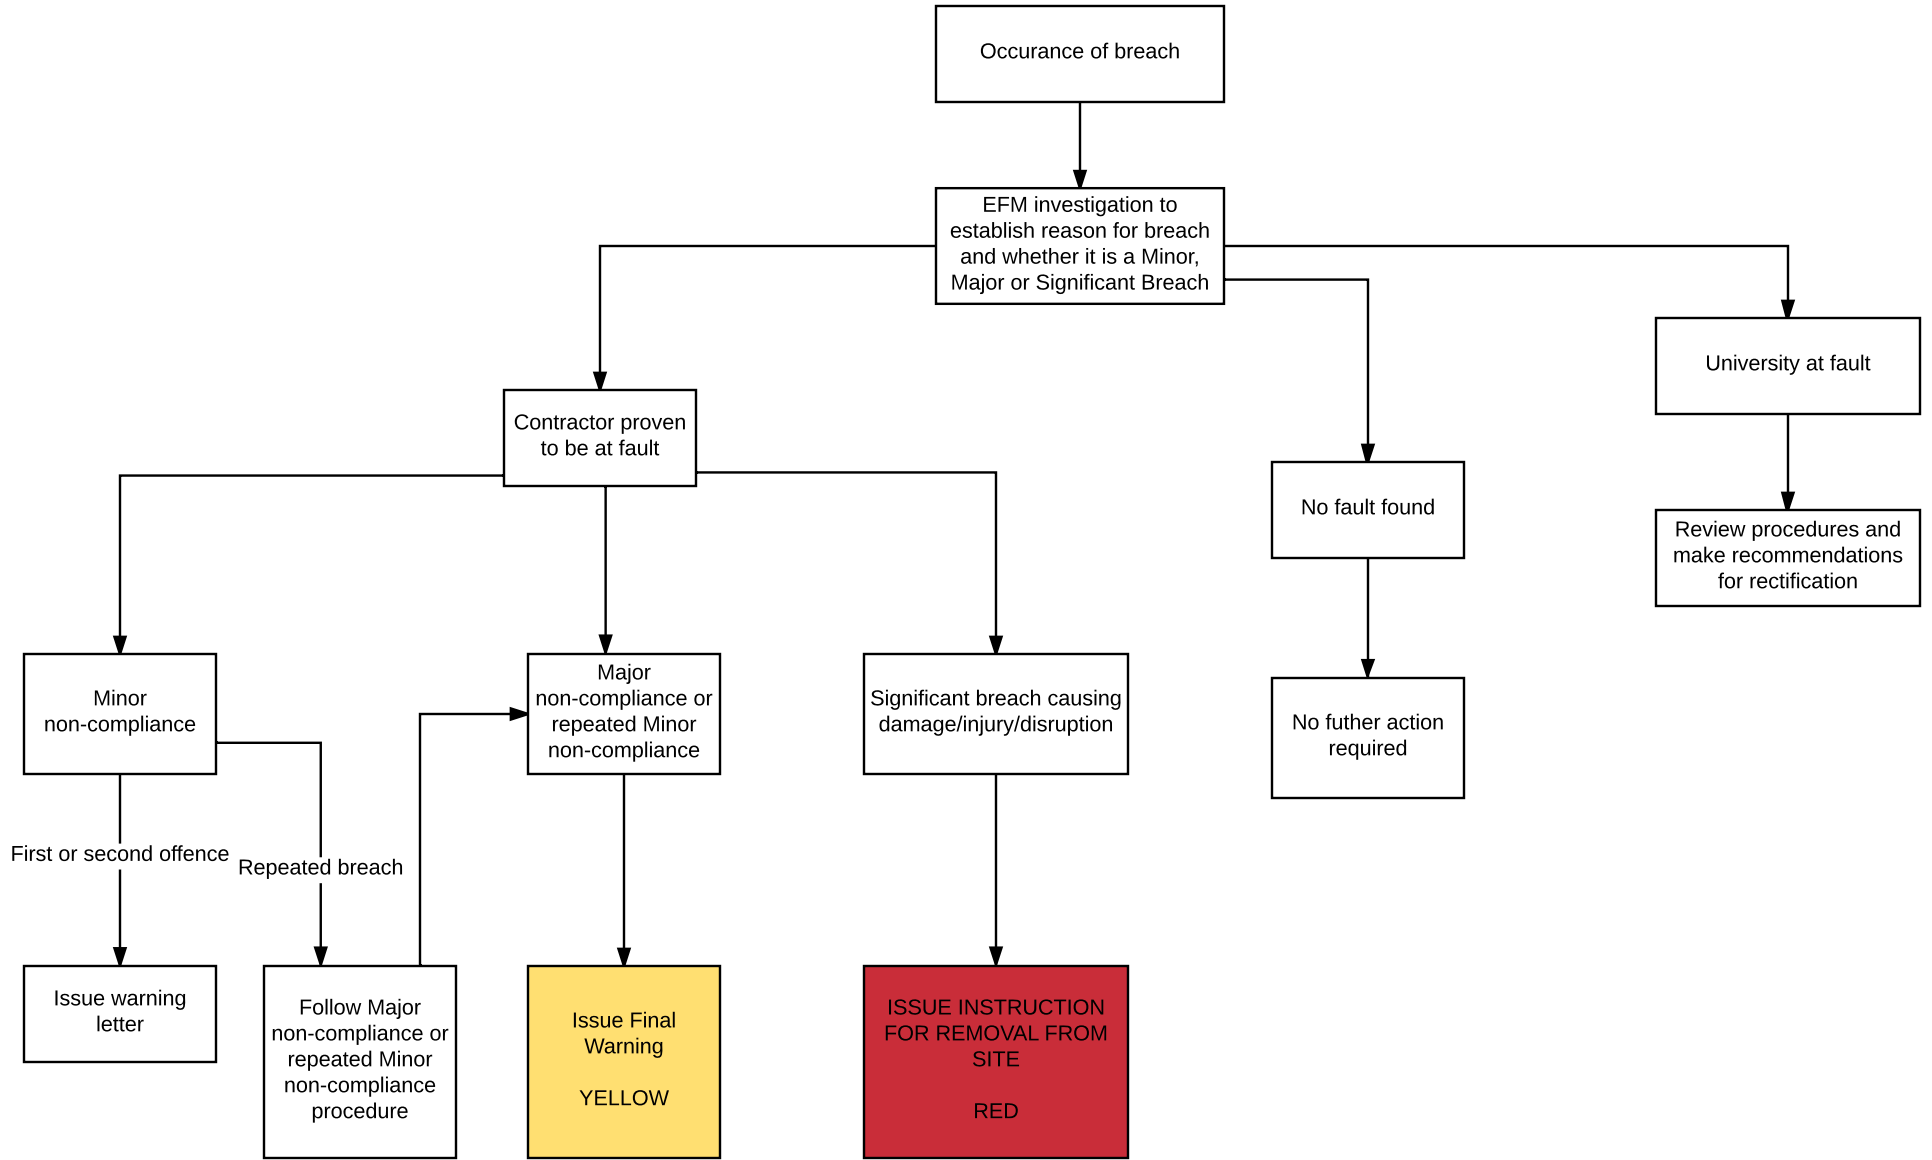 Occurance of breach
EFM investigation to
establish reason for breach
and whether it is a Minor,
Major or Significant Breach
University at fault
Contractor proven
to be at fault
No fault found
Review procedures and
make recommendations
for rectification
Minor
non-compliance
Major
non-compliance or
repeated Minor
non-compliance
Significant breach causing
damage/injury/disruption
No futher action
required
First or second offence
Repeated breach
Issue warning
letter
Follow Major
non-compliance or
repeated Minor
non-compliance
procedure
Issue Final
Warning
YELLOW
ISSUE INSTRUCTION
FOR REMOVAL FROM
SITE
RED